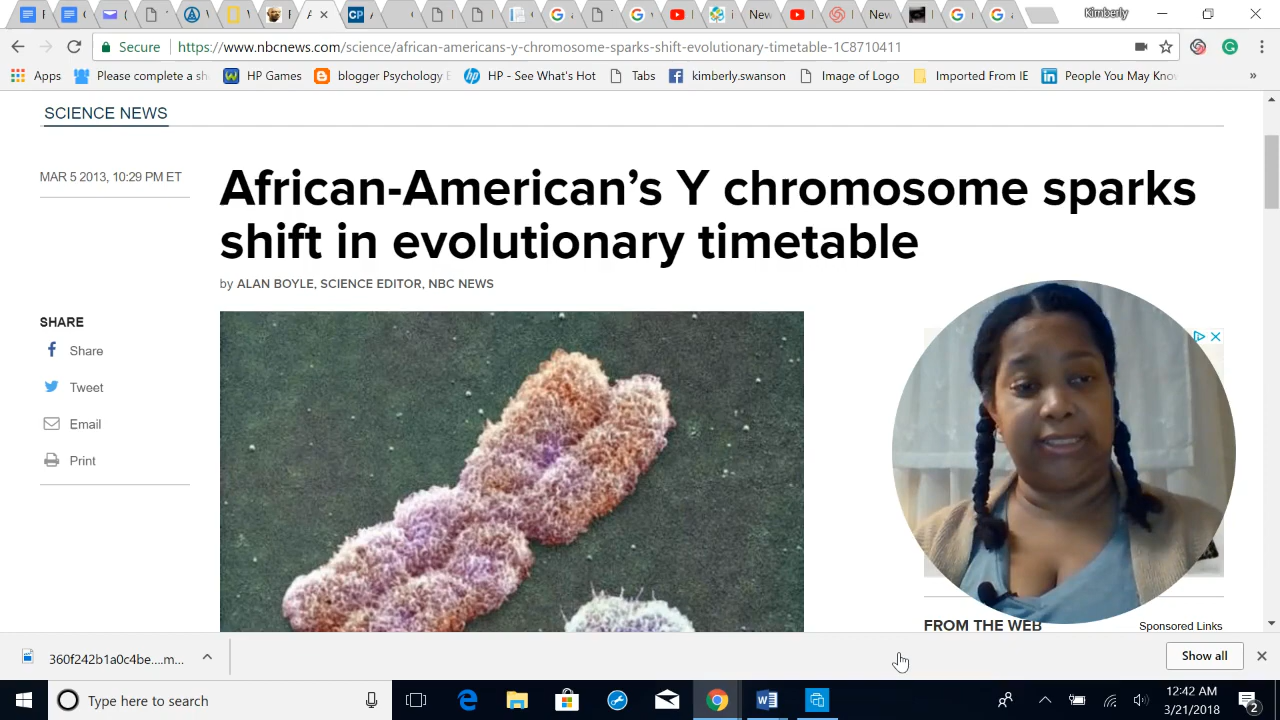 Kimberly
Secure https://www.nbcnews.com/science/african-americans-y-chromosome-sparks-shift-evolutionary-timetable-1C8710411
Apps Please complete a sh HP Games blogger Psychology HP - See What's Hot Tabs kimberly.swanson Image of Logo Imported From IE People You May Know »
SCIENCE NEWS
MAR 5 2013, 10:29 PM ET
African-American's Y chromosome sparks
shift in evolutionary timetable
by ALAN BOYLE, SCIENCE EDITOR, NBC NEWS
SHARE
Share
Tweet
Email
Print
FROM THE WEB Sponsored Links
360f242b1a0c4be....m... Show all
Type here to search
12:42 AM
3/21/2018
2